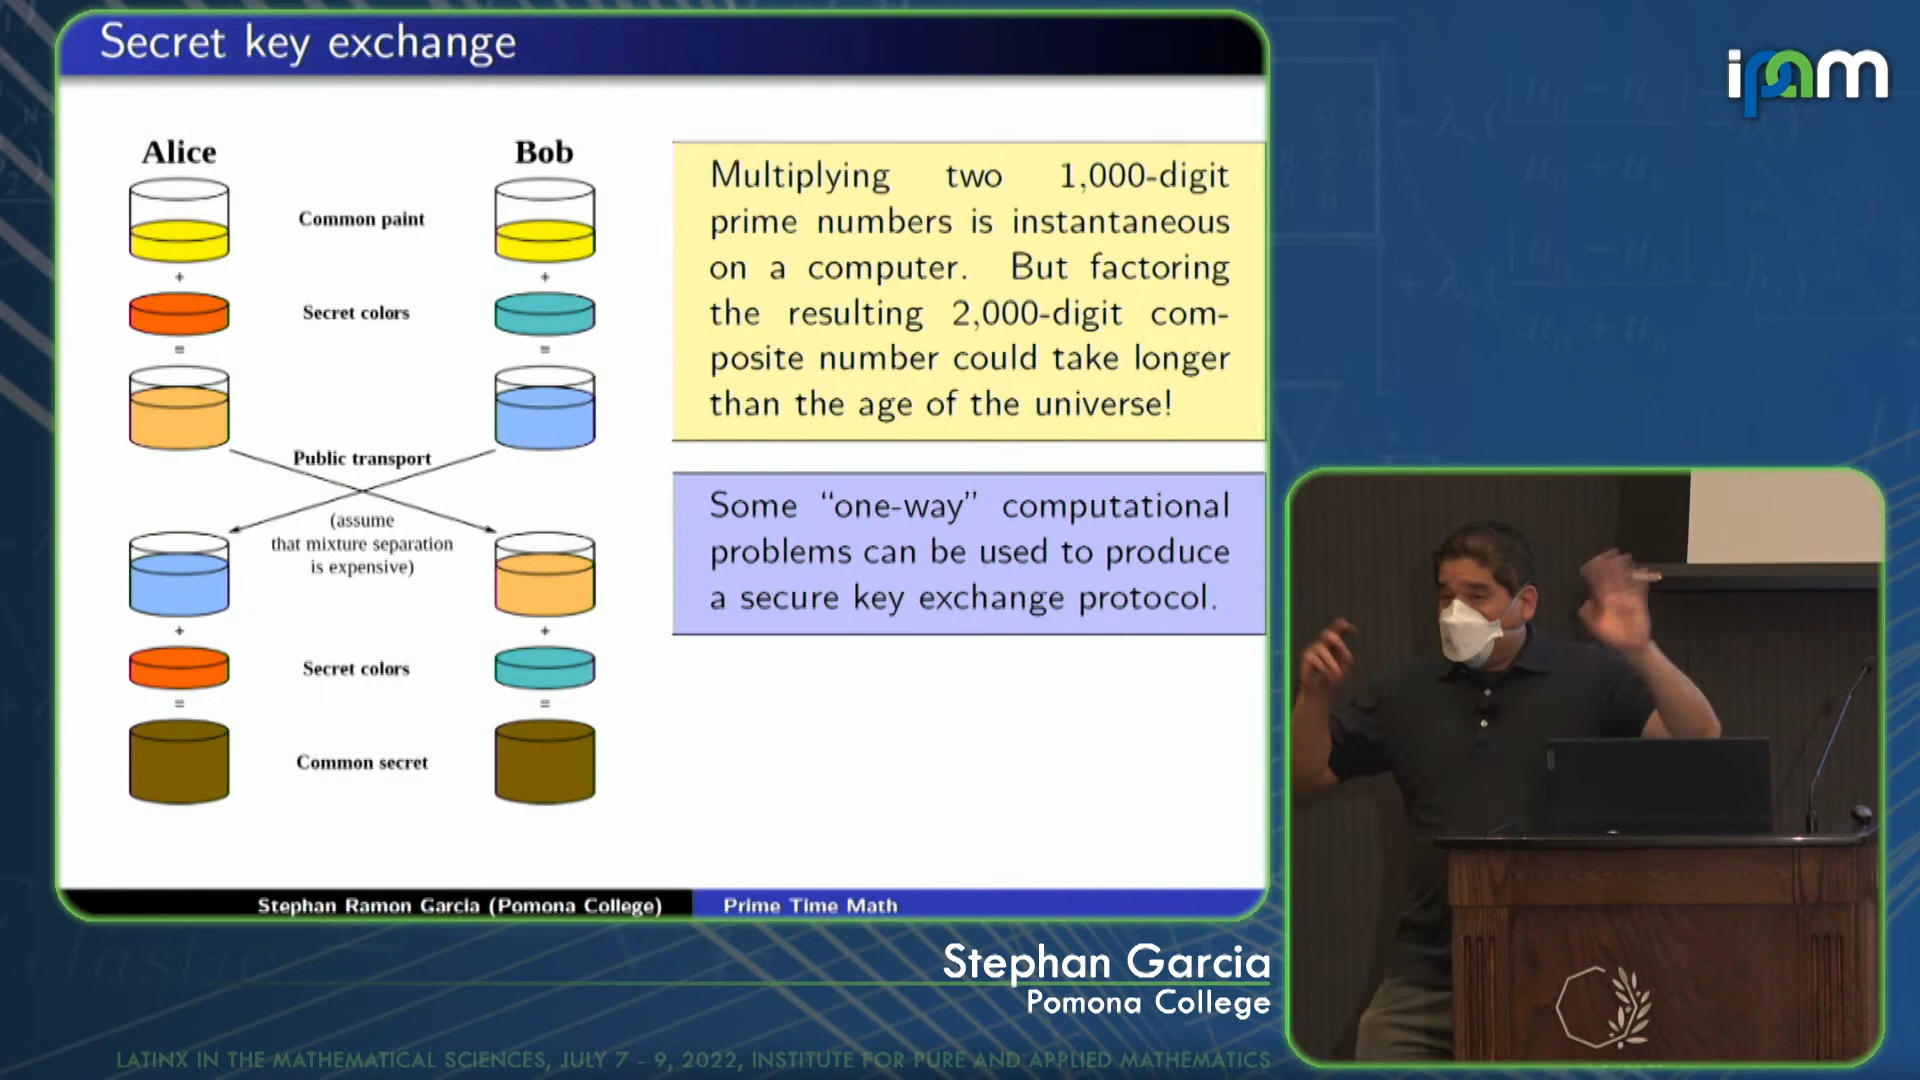 Secret key exchange
ipam
Alice
Bob
Common paint
+
+
Secret colors
=
=
Public transport
(assume
that mixture separation
is expensive)
+
+
Secret colors
=
=
Common secret
Multiplying two 1,000-digit
prime numbers is instantaneous
on a computer. But factoring
the resulting 2,000-digit com-
posite number could take longer
than the age of the universe!
Some “one-way” computational
problems can be used to produce
a secure key exchange protocol.
Stephan Ramon Garcia (Pomona College)
Prime Time Math
Stephan Garcia
Pomona College
LATINX IN THE MATHEMATICAL SCIENCES, JULY 7 - 9, 2022, INSTITUTE FOR PURE AND APPLIED MATHEMATICS